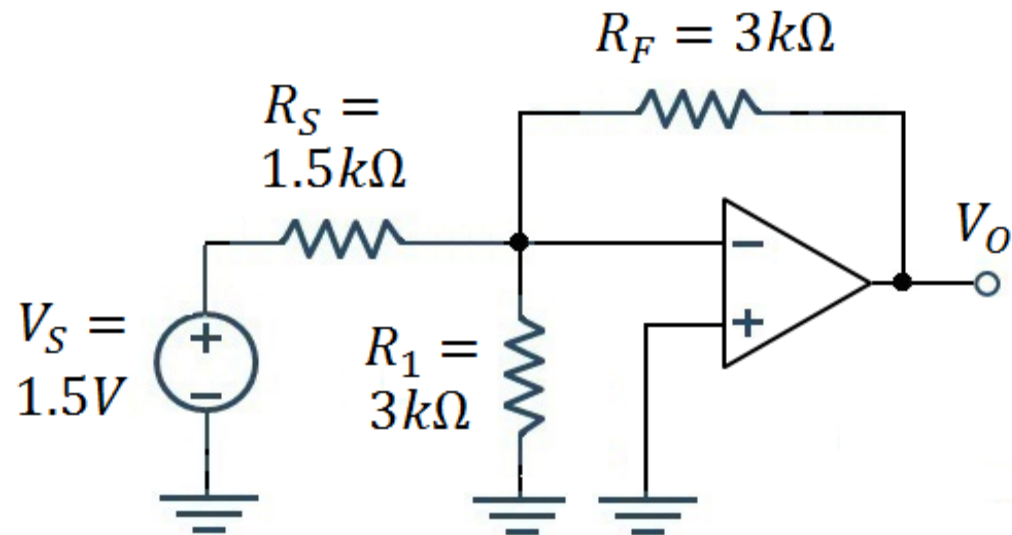 R_F = 3kΩ
R_S =
1.5kΩ
V_O
V_S =
1.5V
R_1 =
3kΩ
+
−
−
+